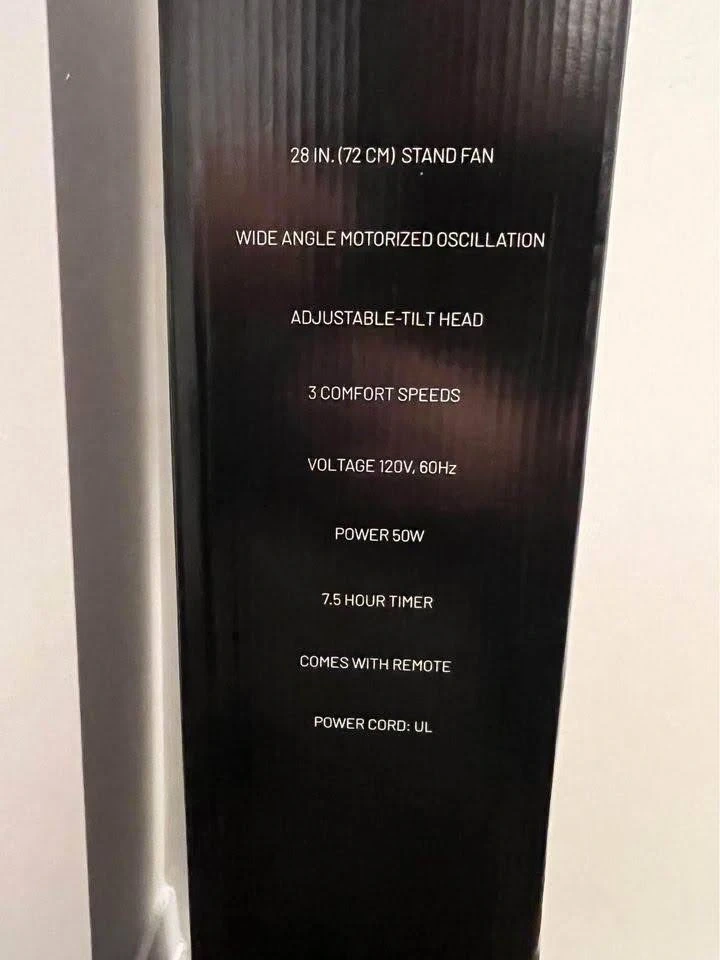 28 IN. (72 CM) STAND FAN
WIDE ANGLE MOTORIZED OSCILLATION
ADJUSTABLE-TILT HEAD
3 COMFORT SPEEDS
VOLTAGE 120V, 60Hz
POWER 50W
7.5 HOUR TIMER
COMES WITH REMOTE
POWER CORD: UL